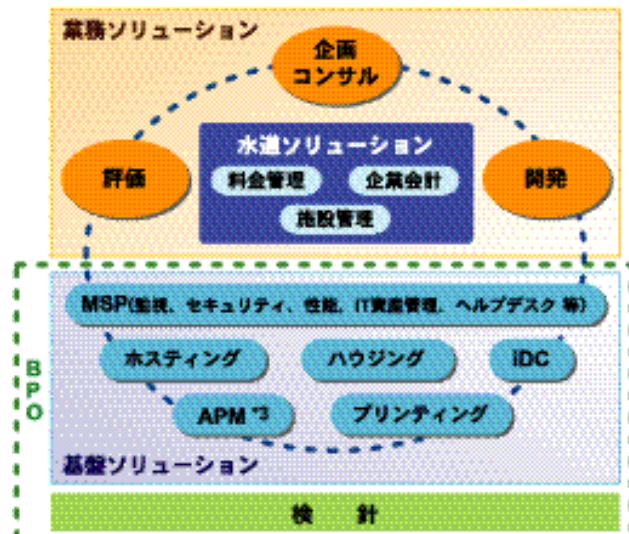 業務ソリューション
企画
コンサル
水道ソリューション
評価
料金管理
企業会計
開発
施設管理
MSP(監視、セキュリティ、性能、IT資産管理、ヘルプデスク 等)
ホスティング
ハウジング
iDC
BPO
APM *3
プリンティング
基盤ソリューション
検 針